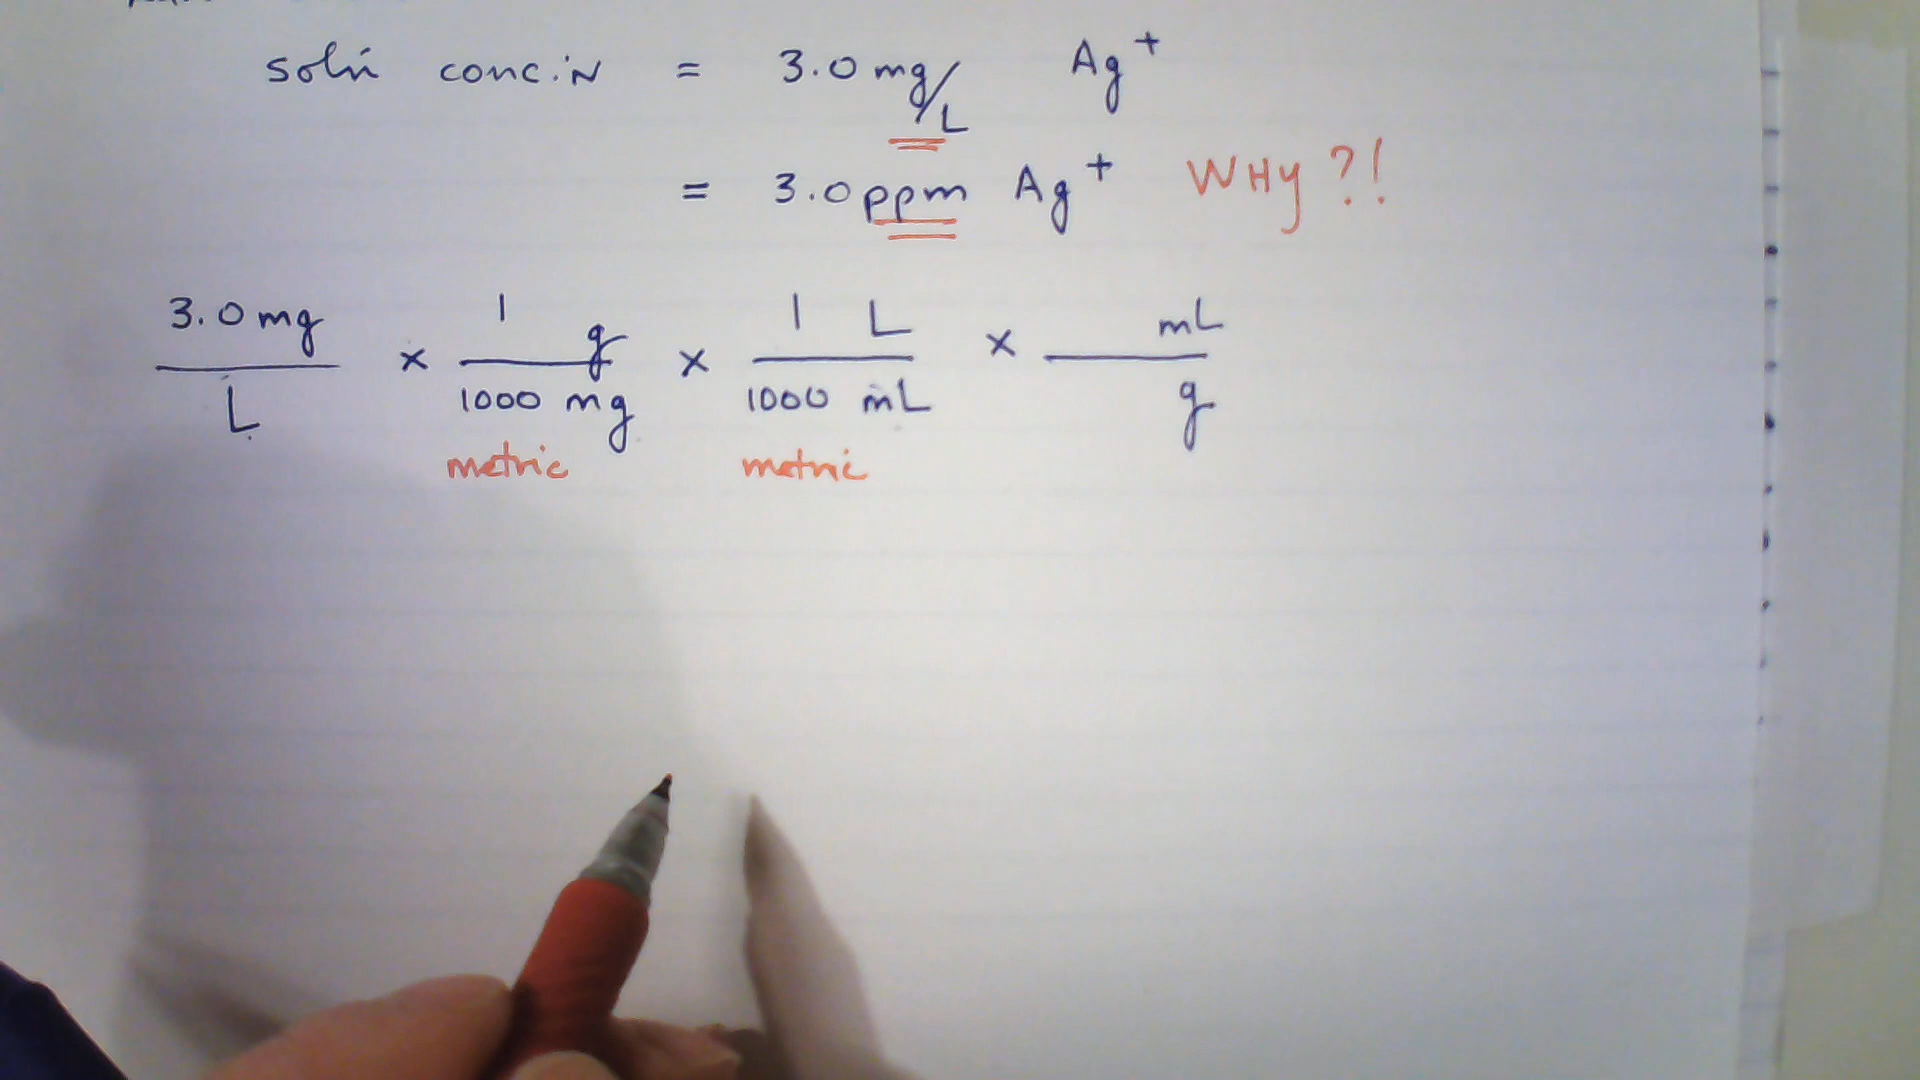 sol'n conc'N = 3.0 mg/L Ag+
= 3.0 ppm Ag+ WHY?!
3.0 mg / L × 1 g / 1000 mg × 1 L / 1000 mL × mL / g
metric metric